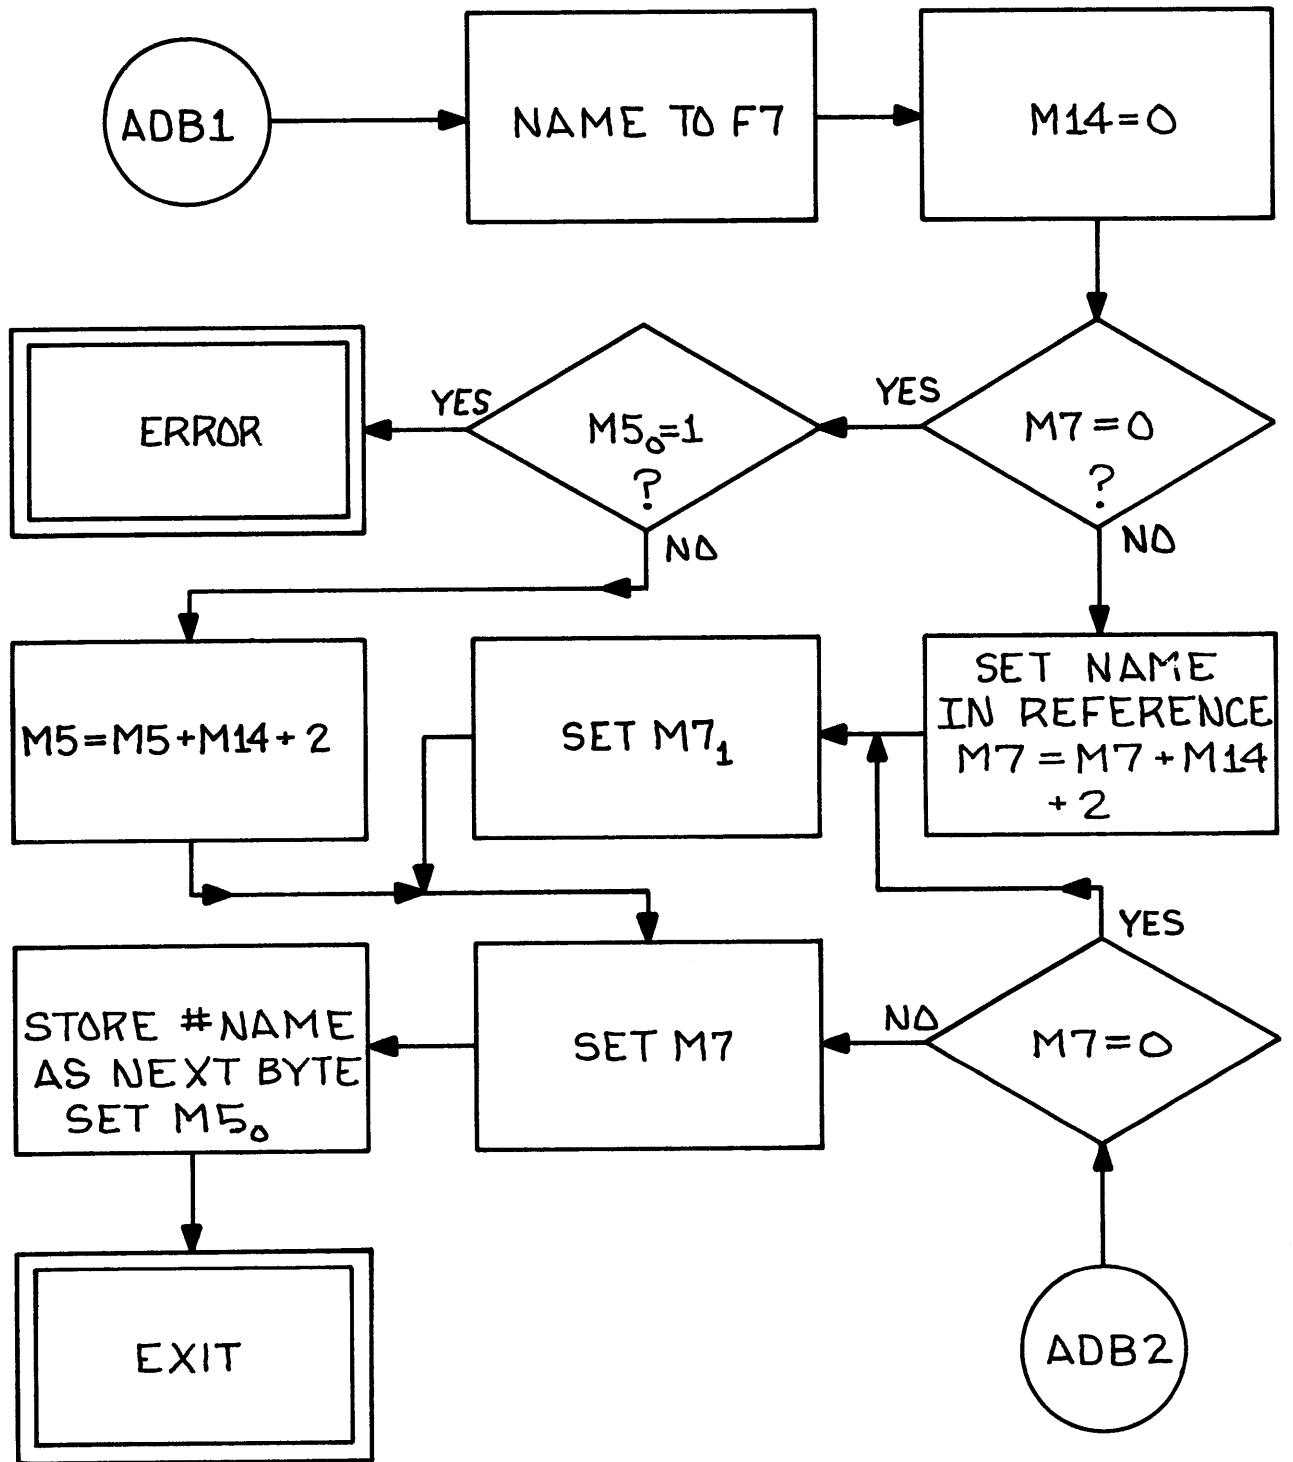 ADB1
NAME TO F7
M14=0
ERROR
YES
M5₀=1
?
YES
M7=0
?
NO
NO
M5=M5+M14+2
SET M7₁
SET NAME
IN REFERENCE
M7=M7+M14
+2
YES
STORE #NAME
AS NEXT BYTE
SET M5₀
SET M7
NO
M7=0
EXIT
ADB2